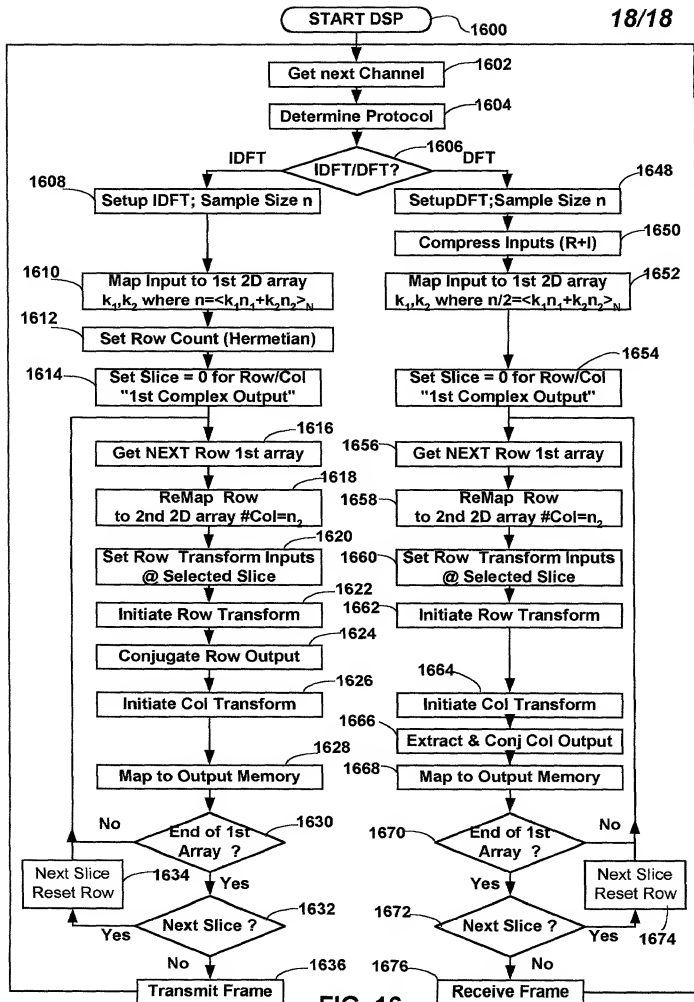 START DSP
18/18
1600
Get next Channel
1602
Determine Protocol
1604
IDFT
IDFT/DFT?
1606
DFT
1608
Setup IDFT; Sample Size n
1610
Map Input to 1st 2D array
k₁,k₂ where n=<k₁n₁+k₂n₂>N
1612
Set Row Count (Hermetian)
1614
Set Slice = 0 for Row/Col
"1st Complex Output"
1616
Get NEXT Row 1st array
1618
ReMap Row
to 2nd 2D array #Col=n₂
1620
Set Row Transform Inputs
@ Selected Slice
1622
Initiate Row Transform
1624
Conjugate Row Output
1626
Initiate Col Transform
1628
Map to Output Memory
No
End of 1st
Array ?
1630
Yes
Next Slice
Reset Row
1634
Next Slice ?
1632
Yes
No
Transmit Frame
1636
1648
SetupDFT;Sample Size n
1650
Compress Inputs (R+I)
1652
Map Input to 1st 2D array
k₁,k₂ where n/2=<k₁n₁+k₂n₂>N
1654
Set Slice = 0 for Row/Col
"1st Complex Output"
1656
Get NEXT Row 1st array
1658
ReMap Row
to 2nd 2D array #Col=n₂
1660
Set Row Transform Inputs
@ Selected Slice
1662
Initiate Row Transform
1664
Initiate Col Transform
1666
Extract & Conj Col Output
1668
Map to Output Memory
1670
End of 1st
Array ?
No
Yes
Next Slice
Reset Row
1674
1672
Next Slice ?
Yes
No
1676
Receive Frame
FIG. 16